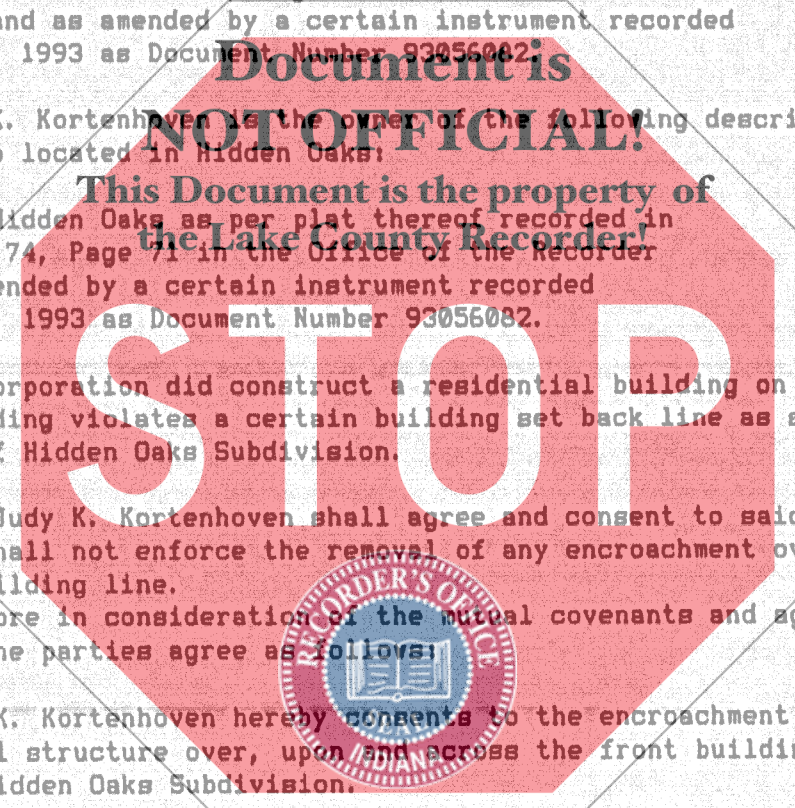 and as amended by a certain instrument recorded
1993 as Document Number 93056082.
Document is
K. Kortenhoven is the owner of the following descri
NOT OFFICIAL!
located in Hidden Oaks:
This Document is the property of
Hidden Oaks as per plat thereof recorded in
the Lake County Recorder!
74, Page 71 in the Office of the Recorder
ended by a certain instrument recorded
1993 as Document Number 93056082.
STOP
orporation did construct a residential building on
ding violates a certain building set back line as s
Hidden Oaks Subdivision.
Judy K. Kortenhoven shall agree and consent to said
hall not enforce the removal of any encroachment ov
ilding line.
ore in consideration of the mutual covenants and ag
he parties agree as follows:
RECORDER'S OFFICE
SEAL
INDIANA
K. Kortenhoven hereby consents to the encroachment
l structure over, upon and across the front buildin
idden Oaks Subdivision.